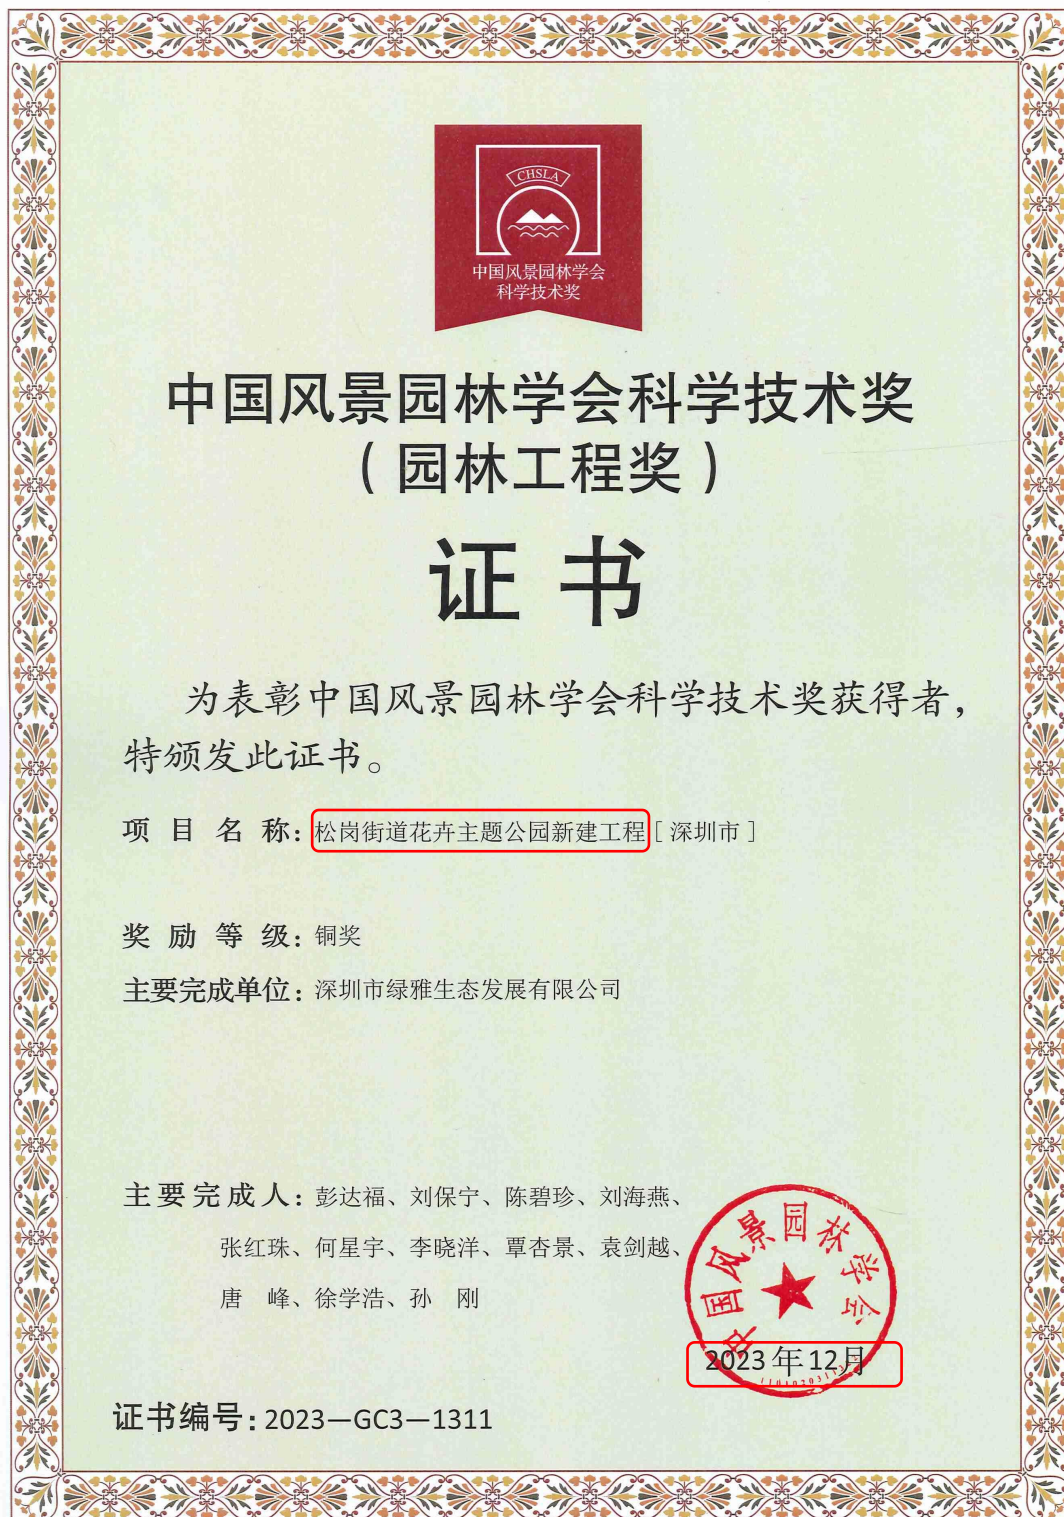 CHSLA
中国风景园林学会
科学技术奖
中国风景园林学会科学技术奖
（园林工程奖）
证书
为表彰中国风景园林学会科学技术奖获得者，
特颁发此证书。
项目名称：松岗街道花卉主题公园新建工程［深圳市］
奖励等级：铜奖
主要完成单位：深圳市绿雅生态发展有限公司
主要完成人：彭达福、刘保宁、陈碧珍、刘海燕、
张红珠、何星宇、李晓洋、覃杏景、袁剑越、
唐　峰、徐学浩、孙　刚
中国风景园林学会
2023年12月
证书编号：2023—GC3—1311